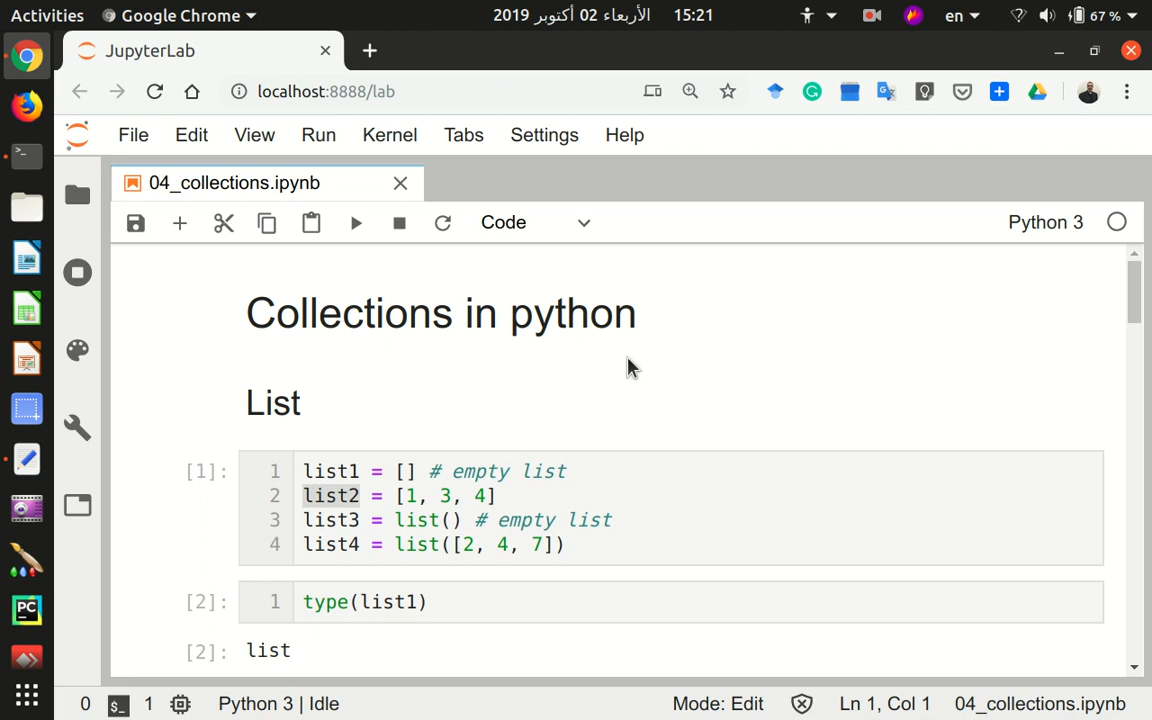 Activities Google Chrome الأربعاء 02 أكتوبر 2019 15:21 en 67 %
JupyterLab
localhost:8888/lab
File Edit View Run Kernel Tabs Settings Help
04_collections.ipynb
Code Python 3
Collections in python
List
[1]: 1 list1 = [] # empty list
2 list2 = [1, 3, 4]
3 list3 = list() # empty list
4 list4 = list([2, 4, 7])
[2]: 1 type(list1)
[2]: list
0 $_ 1 Python 3 | Idle Mode: Edit Ln 1, Col 1 04_collections.ipynb
PC